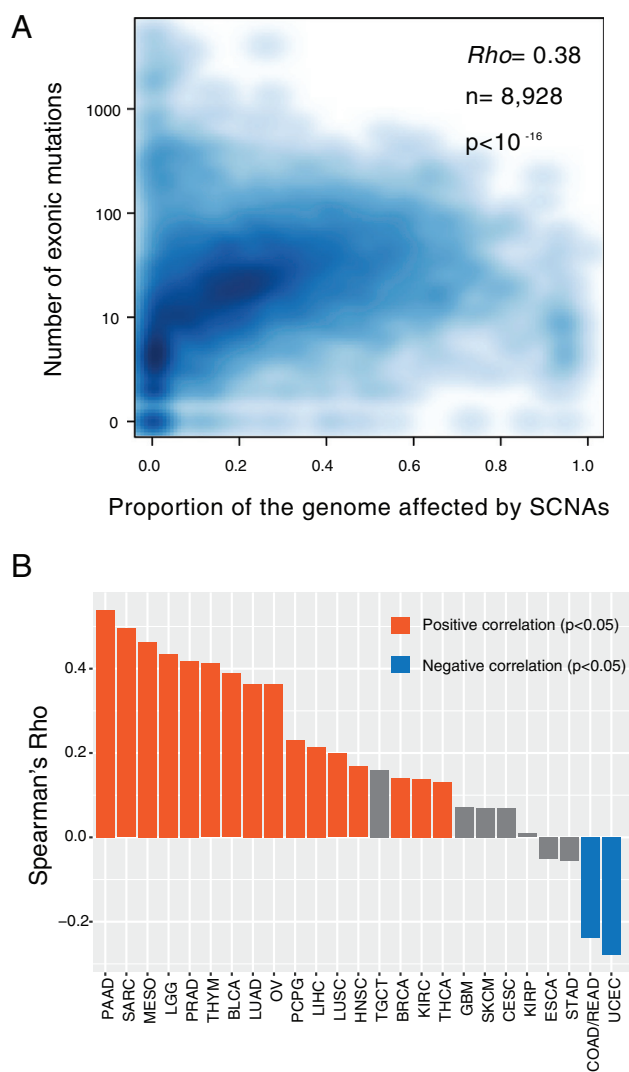 A
Rho= 0.38
n= 8,928
p<10 -16
Number of exonic mutations
1000
100
10
0
0.0 0.2 0.4 0.6 0.8 1.0
Proportion of the genome affected by SCNAs
B
Positive correlation (p<0.05)
Negative correlation (p<0.05)
Spearman's Rho
0.4
0.2
0.0
−0.2
PAAD SARC MESO LGG PRAD THYM BLCA LUAD OV PCPG LIHC LUSC HNSC TGCT BRCA KIRC THCA GBM SKCM CESC KIRP ESCA STAD COAD/READ UCEC